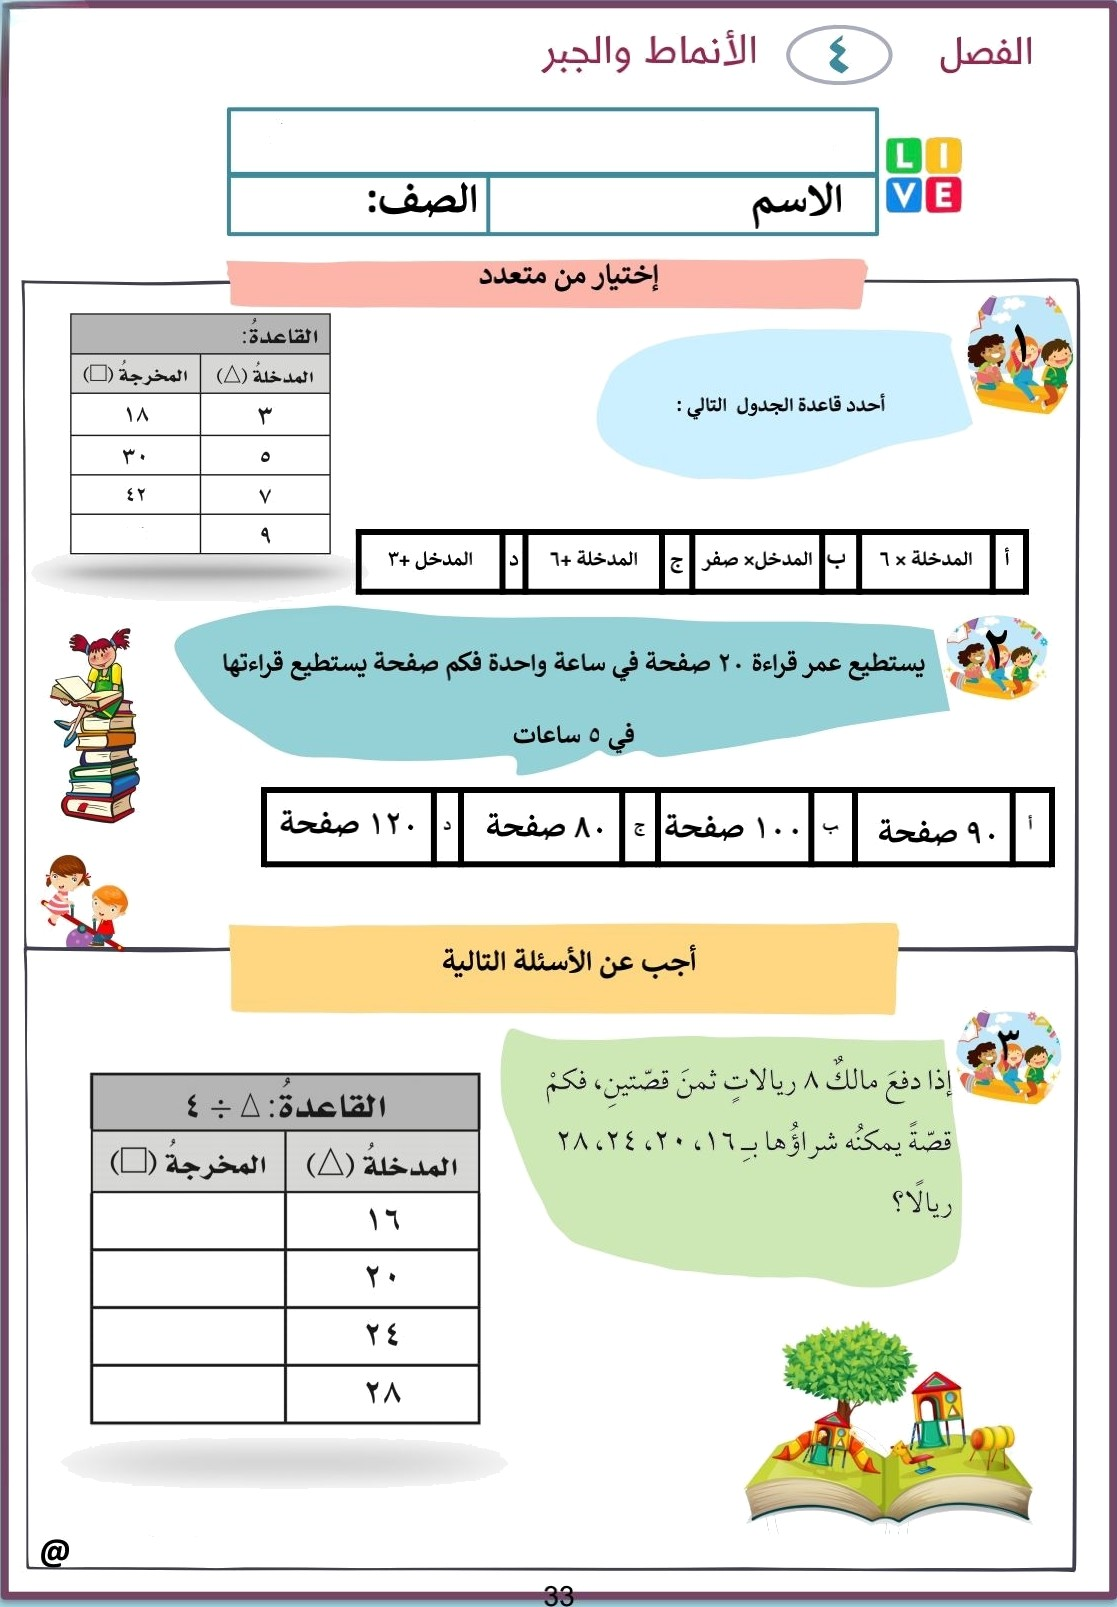 الفصل ٤ الأنماط والجبر
LIVE
الاسم الصف:
إختيار من متعدد
١
أحدد قاعدة الجدول التالي :
القاعدةُ:
المدخلةُ (△) المخرجةُ (□)
٣ ١٨
٥ ٣٠
٧ ٤٢
٩
أ المدخلة × ٦ ب المدخل× صفر ج المدخلة +٦ د المدخل +٣
٢
يستطيع عمر قراءة ٢٠ صفحة في ساعة واحدة فكم صفحة يستطيع قراءتها
في ٥ ساعات
أ ٩٠ صفحة ب ١٠٠ صفحة ج ٨٠ صفحة د ١٢٠ صفحة
أجب عن الأسئلة التالية
٣
إذا دفعَ مالكٌ ٨ ريالاتٍ ثمنَ قصّتينِ، فكمْ
قصّةً يمكنُه شراؤُها بـِ ١٦، ٢٠، ٢٤، ٢٨
ريالًا؟
القاعدةُ: △ ÷ ٤
المدخلةُ (△) المخرجةُ (□)
١٦
٢٠
٢٤
٢٨
@
33